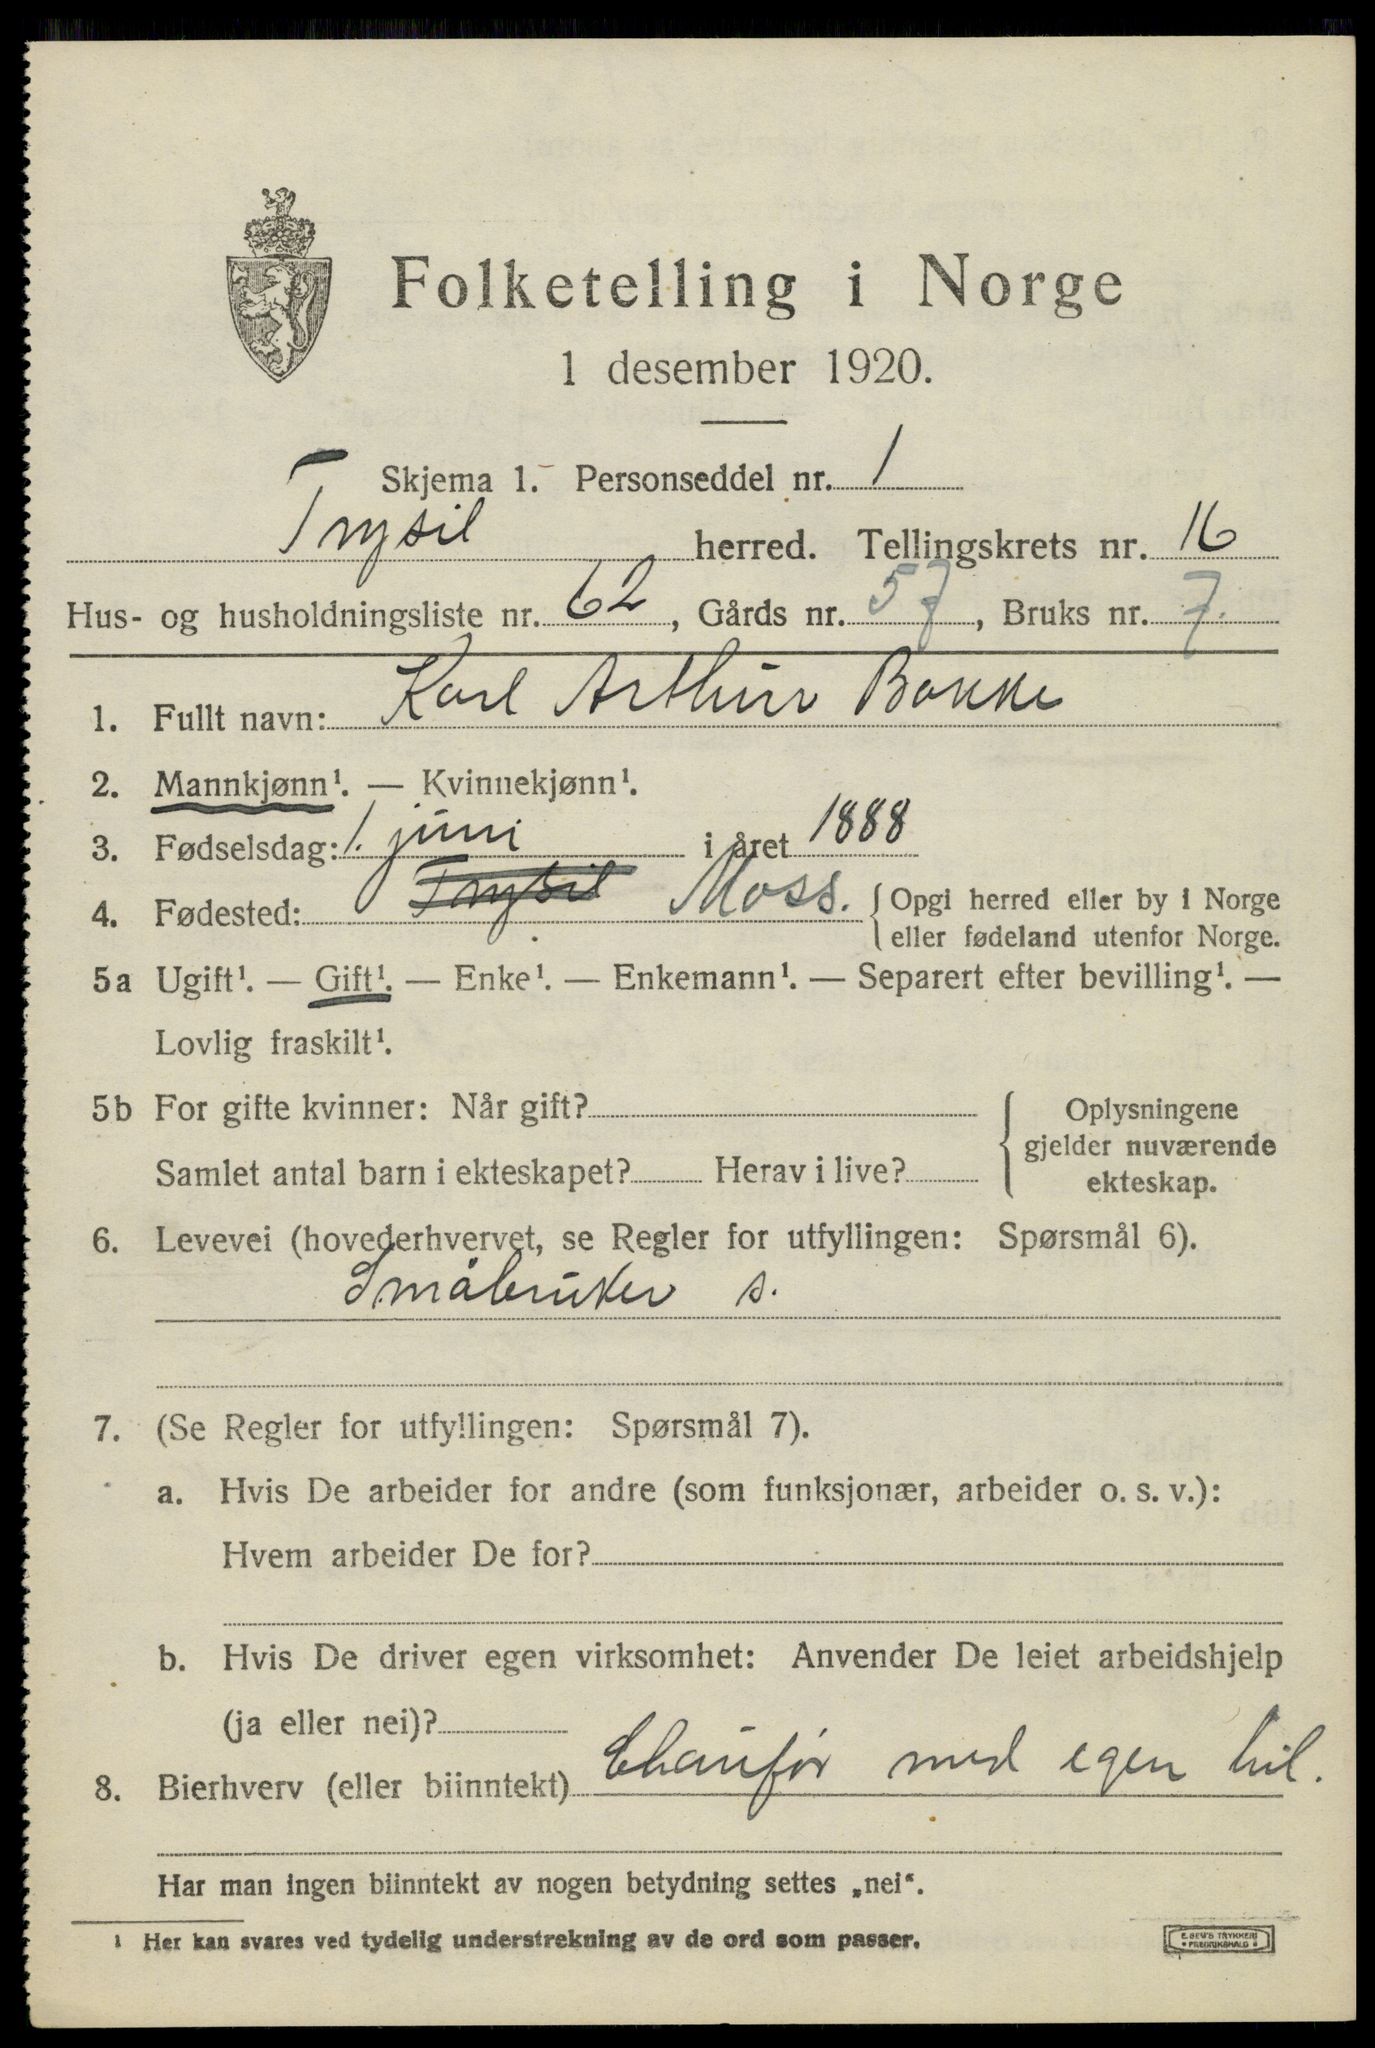 Folketelling i Norge
1 desember 1920.
Skjema 1. Personseddel nr. 1
Trysil herred. Tellingskrets nr. 16
Hus- og husholdningsliste nr. 62, Gårds nr. 57, Bruks nr. 7.
1. Fullt navn: Karl Arthur Bakke
2. Mannkjønn¹. — Kvinnekjønn¹.
3. Fødselsdag: 1. juni i året 1888
4. Fødested: Trysil Moss. { Opgi herred eller by i Norge
eller fødeland utenfor Norge.
5a Ugift¹. — Gift¹. — Enke¹. — Enkemann¹. — Separert efter bevilling¹. —
Lovlig fraskilt¹.
5b For gifte kvinner: Når gift? { Oplysningene
gjelder nuværende
Samlet antal barn i ekteskapet? Herav i live? ekteskap.
6. Levevei (hovederhvervet, se Regler for utfyllingen: Spørsmål 6).
Småbruker s.
7. (Se Regler for utfyllingen: Spørsmål 7).
a. Hvis De arbeider for andre (som funksjonær, arbeider o. s. v.):
Hvem arbeider De for?
b. Hvis De driver egen virksomhet: Anvender De leiet arbeidshjelp
(ja eller nei)?
8. Bierhverv (eller biinntekt) Chaufør med egen bil.
Har man ingen biinntekt av nogen betydning settes „nei“.
¹ Her kan svares ved tydelig understrekning av de ord som passer.
E. SEM'S TRYKKERI
• FREDRIKSHALD •